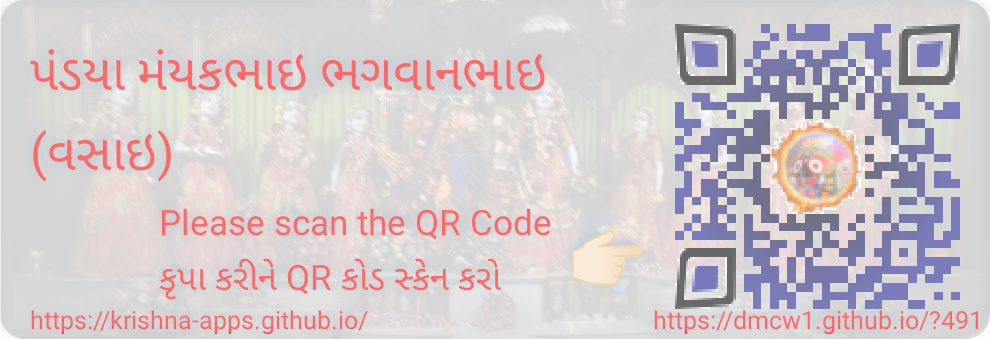 પંડયા મંયકભાઇ ભગવાનભાઇ
(વસાઇ)
Please scan the QR Code
કૃપા કરીને QR કોડ સ્કેન કરો
https://krishna-apps.github.io/
https://dmcw1.github.io/?491